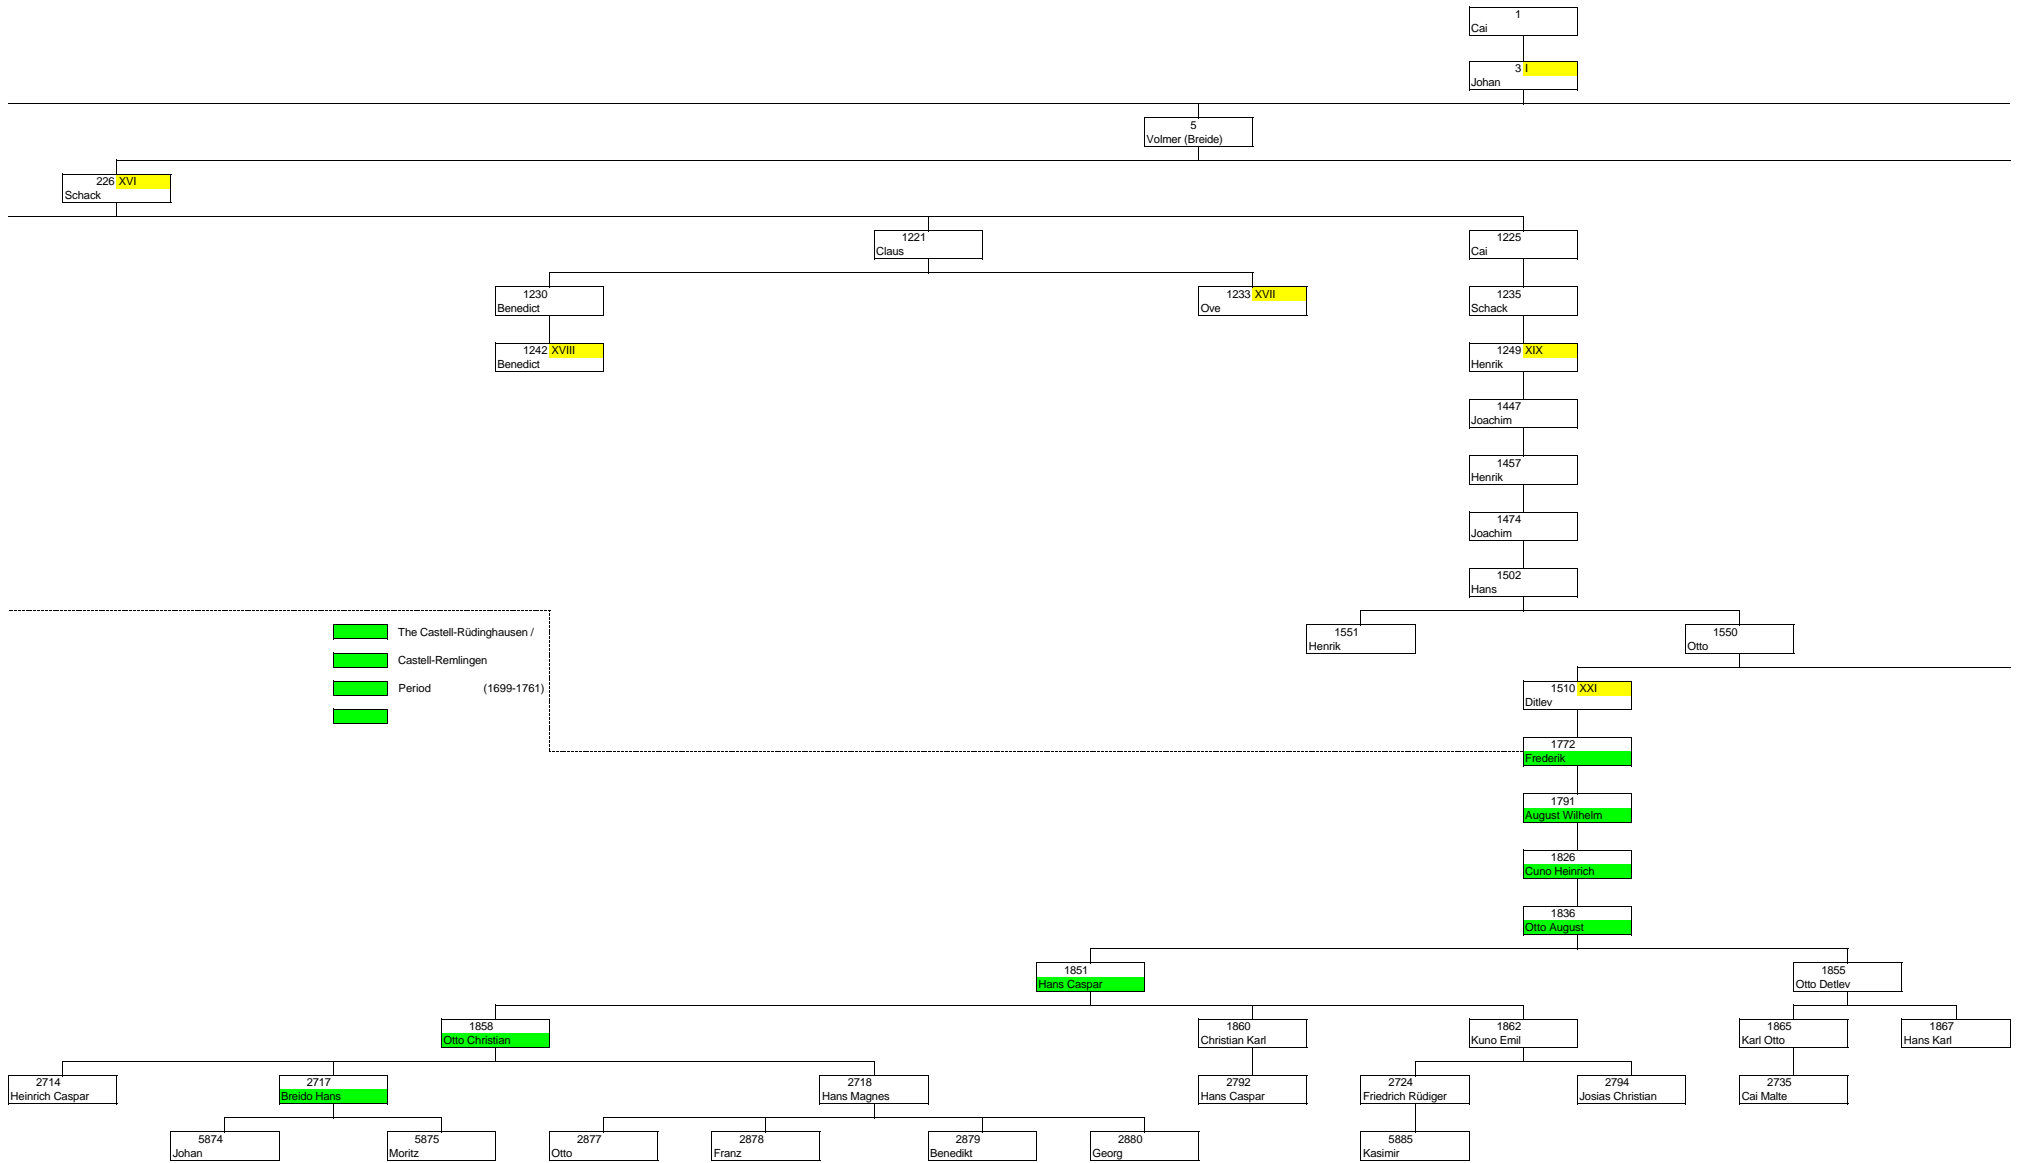 1
Cai
3 I
Johan
5
Volmer (Breide)
226 XVI
Schack
1221
Claus
1225
Cai
1230
Benedict
1233 XVII
Ove
1235
Schack
1242 XVIII
Benedict
1249 XIX
Henrik
1447
Joachim
1457
Henrik
1474
Joachim
1502
Hans
The Castell-Rüdinghausen /
Castell-Remlingen
Period (1699-1761)
1551
Henrik
1550
Otto
1510 XXI
Ditlev
1772
Frederik
1791
August Wilhelm
1826
Cuno Heinrich
1836
Otto August
1851
Hans Caspar
1855
Otto Detlev
1858
Otto Christian
1860
Christian Karl
1862
Kuno Emil
1865
Karl Otto
1867
Hans Karl
2714
Heinrich Caspar
2717
Breido Hans
2718
Hans Magnes
2792
Hans Caspar
2724
Friedrich Rüdiger
2794
Josias Christian
2735
Cai Malte
5874
Johan
5875
Moritz
2877
Otto
2878
Franz
2879
Benedikt
2880
Georg
5885
Kasimir